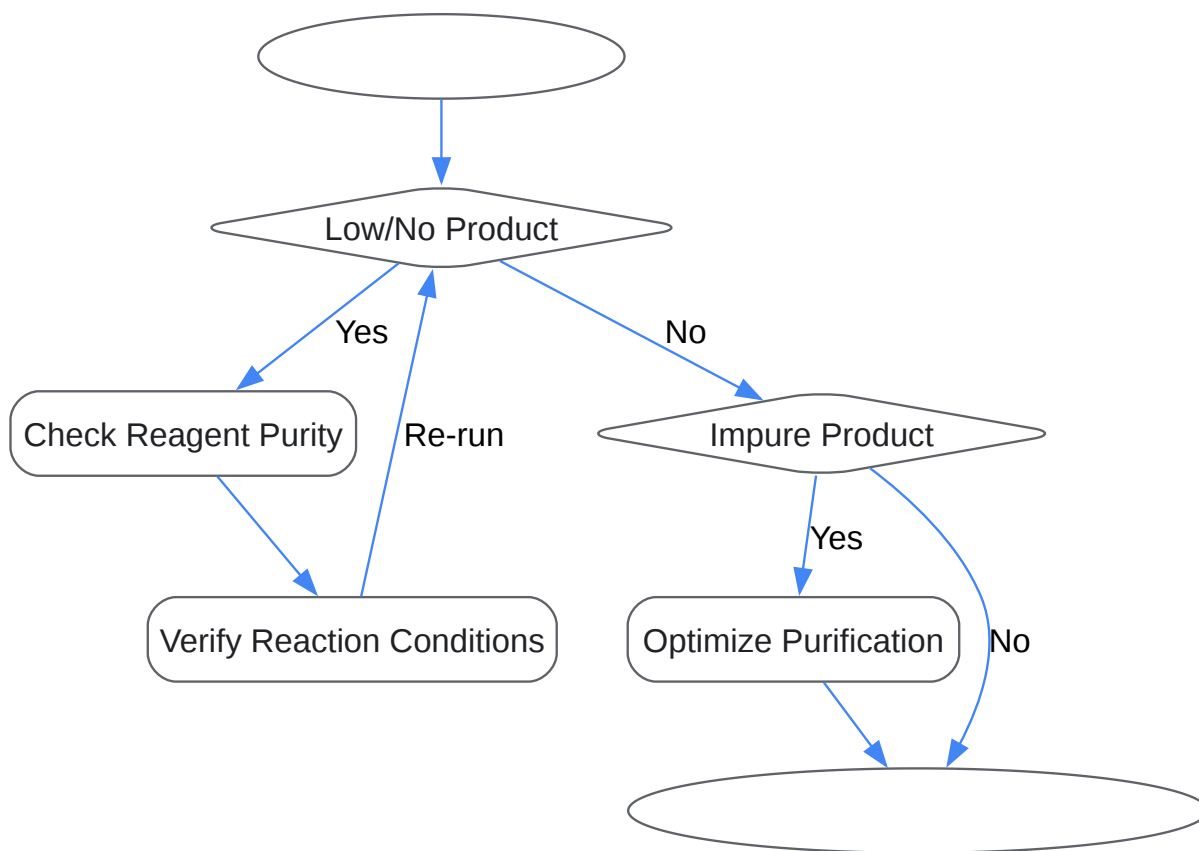 Low/No Product
Yes
No
Check Reagent Purity
Re-run
Impure Product
Yes
Verify Reaction Conditions
Optimize Purification
No